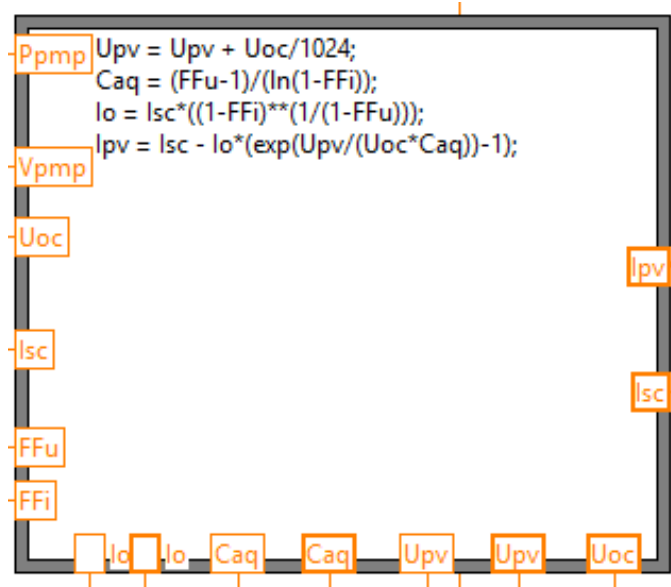 Ppmp
Upv = Upv + Uoc/1024;
Caq = (FFu-1)/(ln(1-FFi));
Io = Isc*((1-FFi)**(1/(1-FFu)));
Ipv = Isc - Io*(exp(Upv/(Uoc*Caq))-1);
Vpmp
Uoc
Ipv
Isc
Isc
FFu
FFi
Io Io Caq Caq Upv Upv Uoc